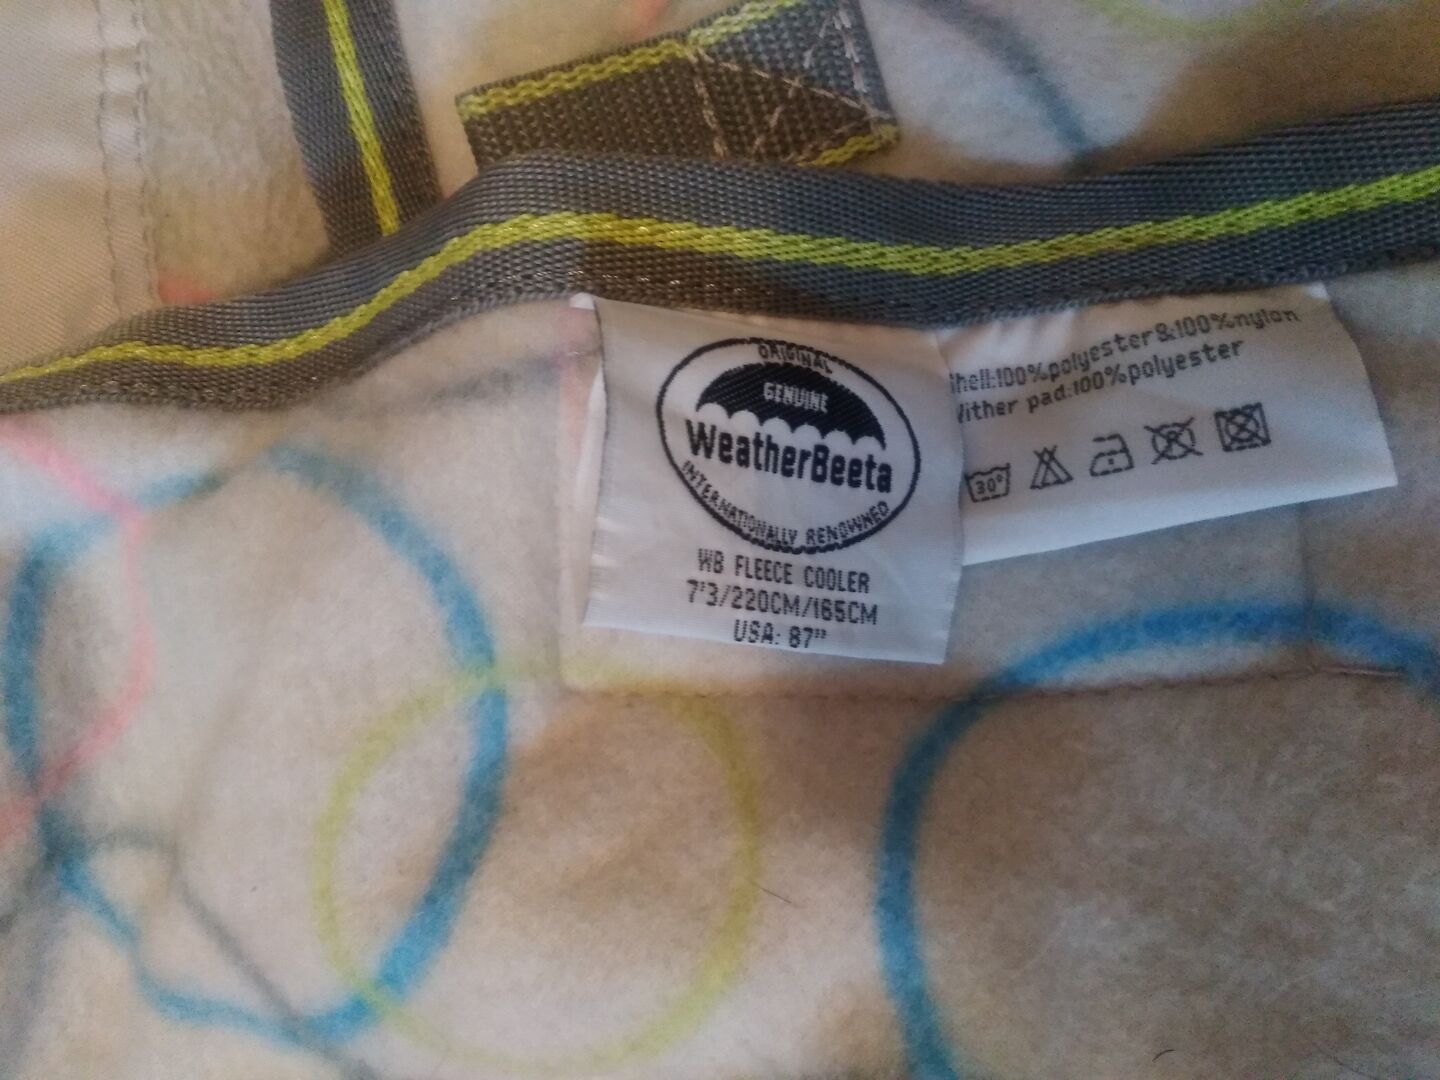 ORIGINAL
GENUINE
WeatherBeeta
INTERNATIONALLY RENOWNED
WB FLEECE COOLER
7'3/220CM/165CM
USA: 87"
hell:100%polyester&100%nylon
Wither pad:100%polyester
30°